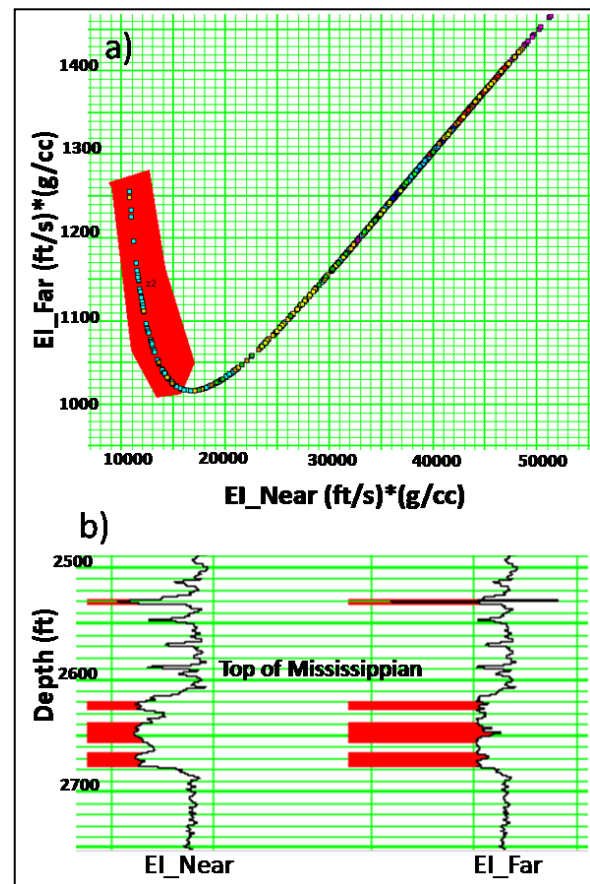 a)
1400
1300
1200
1100
1000
EI_Far (ft/s)*(g/cc)
z2
10000 20000 30000 40000 50000
EI_Near (ft/s)*(g/cc)
b)
2500
2600
2700
Depth (ft)
Top of Mississippian
EI_Near EI_Far